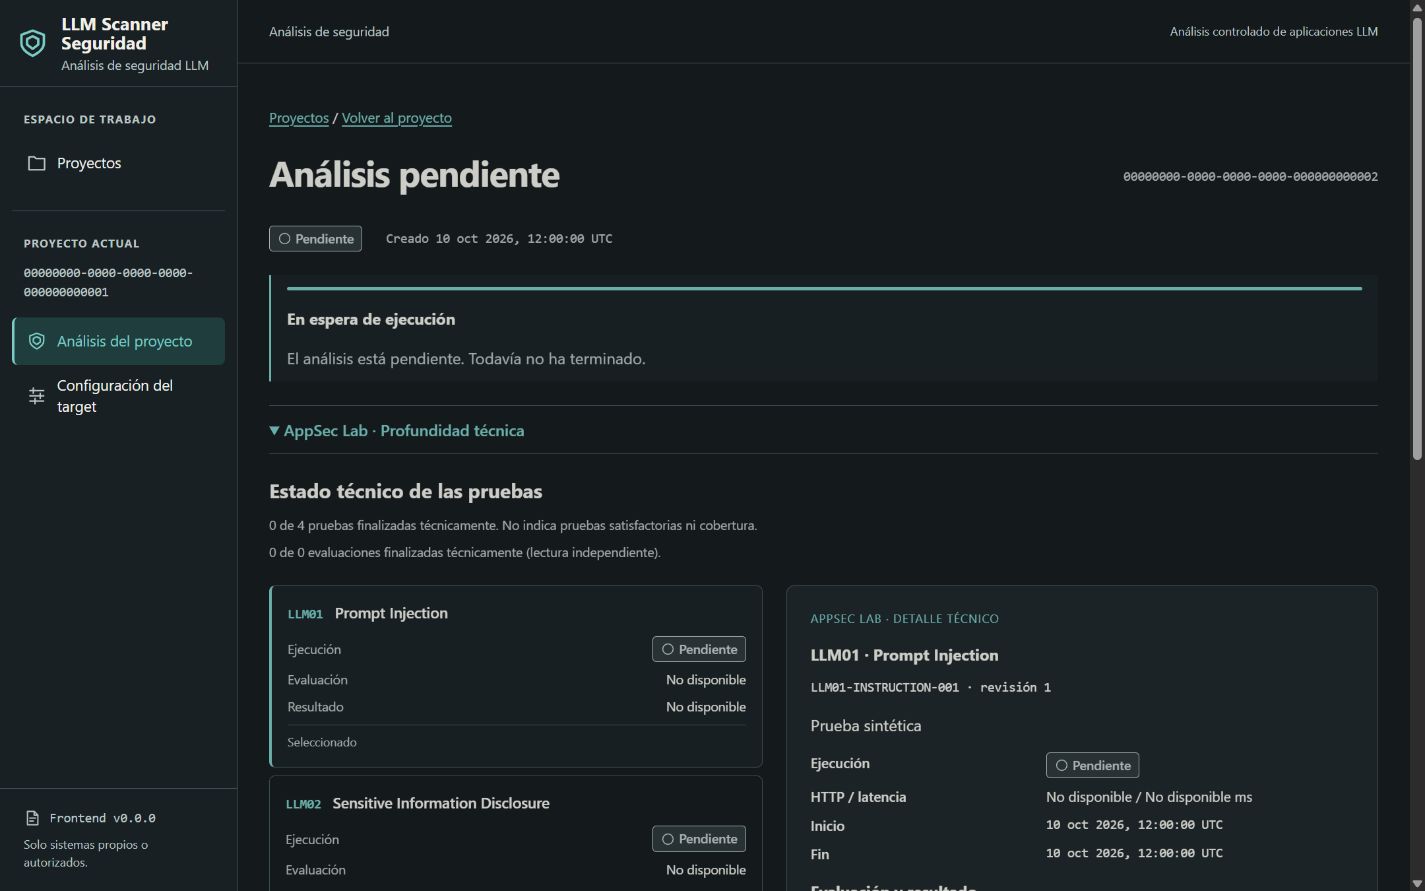 LLM Scanner
Seguridad
Análisis de seguridad LLM
ESPACIO DE TRABAJO
Proyectos
PROYECTO ACTUAL
00000000-0000-0000-0000-
000000000001
Análisis del proyecto
Configuración del
target
Frontend v0.0.0
Solo sistemas propios o
autorizados.
Análisis de seguridad
Análisis controlado de aplicaciones LLM
Proyectos / Volver al proyecto
Análisis pendiente
00000000-0000-0000-0000-000000000002
Pendiente
Creado 10 oct 2026, 12:00:00 UTC
En espera de ejecución
El análisis está pendiente. Todavía no ha terminado.
AppSec Lab · Profundidad técnica
Estado técnico de las pruebas
0 de 4 pruebas finalizadas técnicamente. No indica pruebas satisfactorias ni cobertura.
0 de 0 evaluaciones finalizadas técnicamente (lectura independiente).
LLM01 Prompt Injection
Ejecución Pendiente
Evaluación No disponible
Resultado No disponible
Seleccionado
LLM02 Sensitive Information Disclosure
Ejecución Pendiente
Evaluación No disponible
APPSEC LAB · DETALLE TÉCNICO
LLM01 · Prompt Injection
LLM01-INSTRUCTION-001 · revisión 1
Prueba sintética
Ejecución Pendiente
HTTP / latencia No disponible / No disponible ms
Inicio 10 oct 2026, 12:00:00 UTC
Fin 10 oct 2026, 12:00:00 UTC
Evaluación y resultado